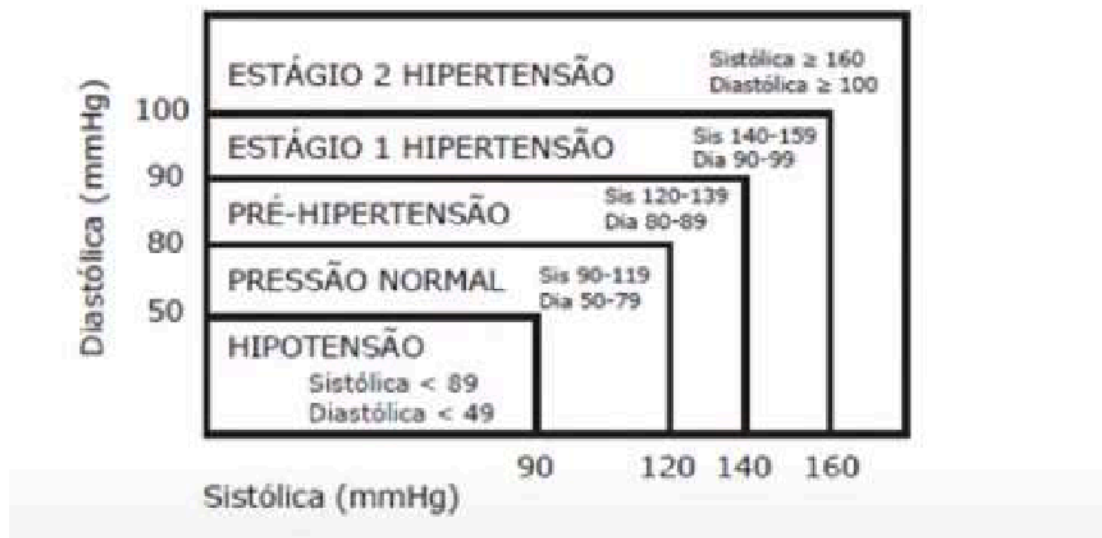 Diastólica (mmHg)
ESTÁGIO 2 HIPERTENSÃO
Sistólica ≥ 160
Diastólica ≥ 100
100
ESTÁGIO 1 HIPERTENSÃO
Sis 140-159
Dia 90-99
90
PRÉ-HIPERTENSÃO
Sis 120-139
Dia 80-89
80
PRESSÃO NORMAL
Sis 90-119
Dia 50-79
50
HIPOTENSÃO
Sistólica < 89
Diastólica < 49
90 120 140 160
Sistólica (mmHg)